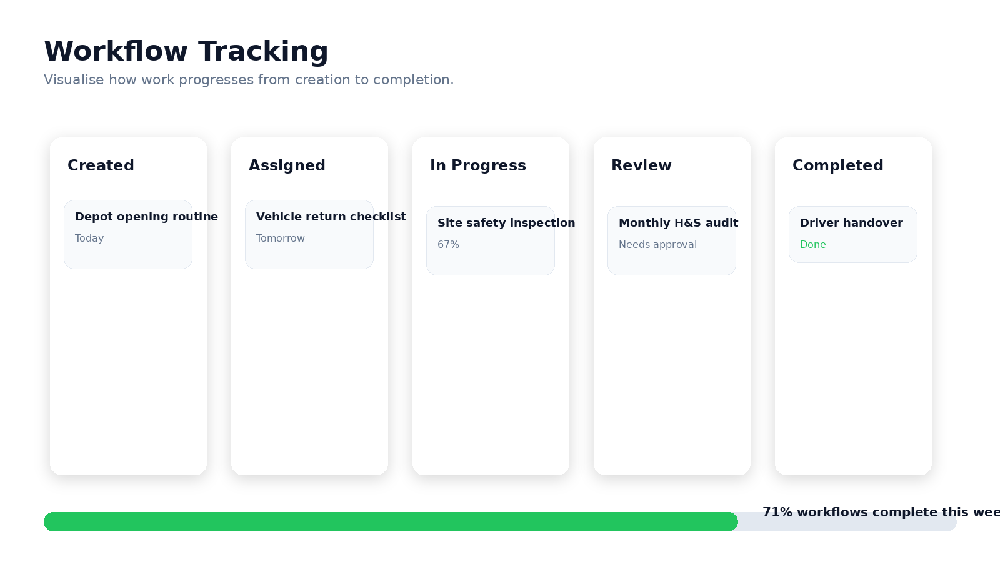 Workflow Tracking
Visualise how work progresses from creation to completion.
Created
Depot opening routine
Today
Assigned
Vehicle return checklist
Tomorrow
In Progress
Site safety inspection
67%
Review
Monthly H&S audit
Needs approval
Completed
Driver handover
Done
71% workflows complete this wee